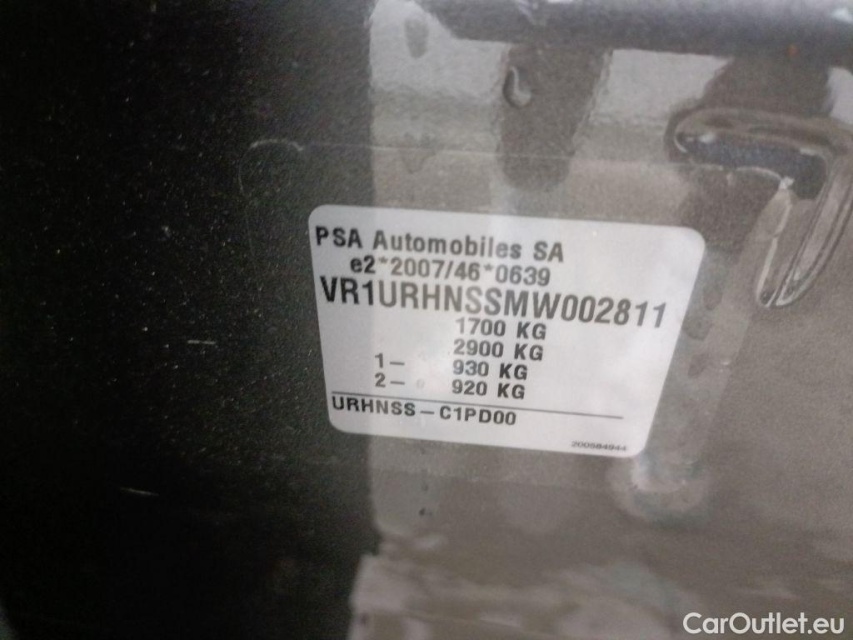 PSA Automobiles SA
e2*2007/46*0639
VR1URHNSSMW002811
1700 KG
2900 KG
1– 930 KG
2– 920 KG
URHNSS–C1PD00
200584944
CarOutlet.eu